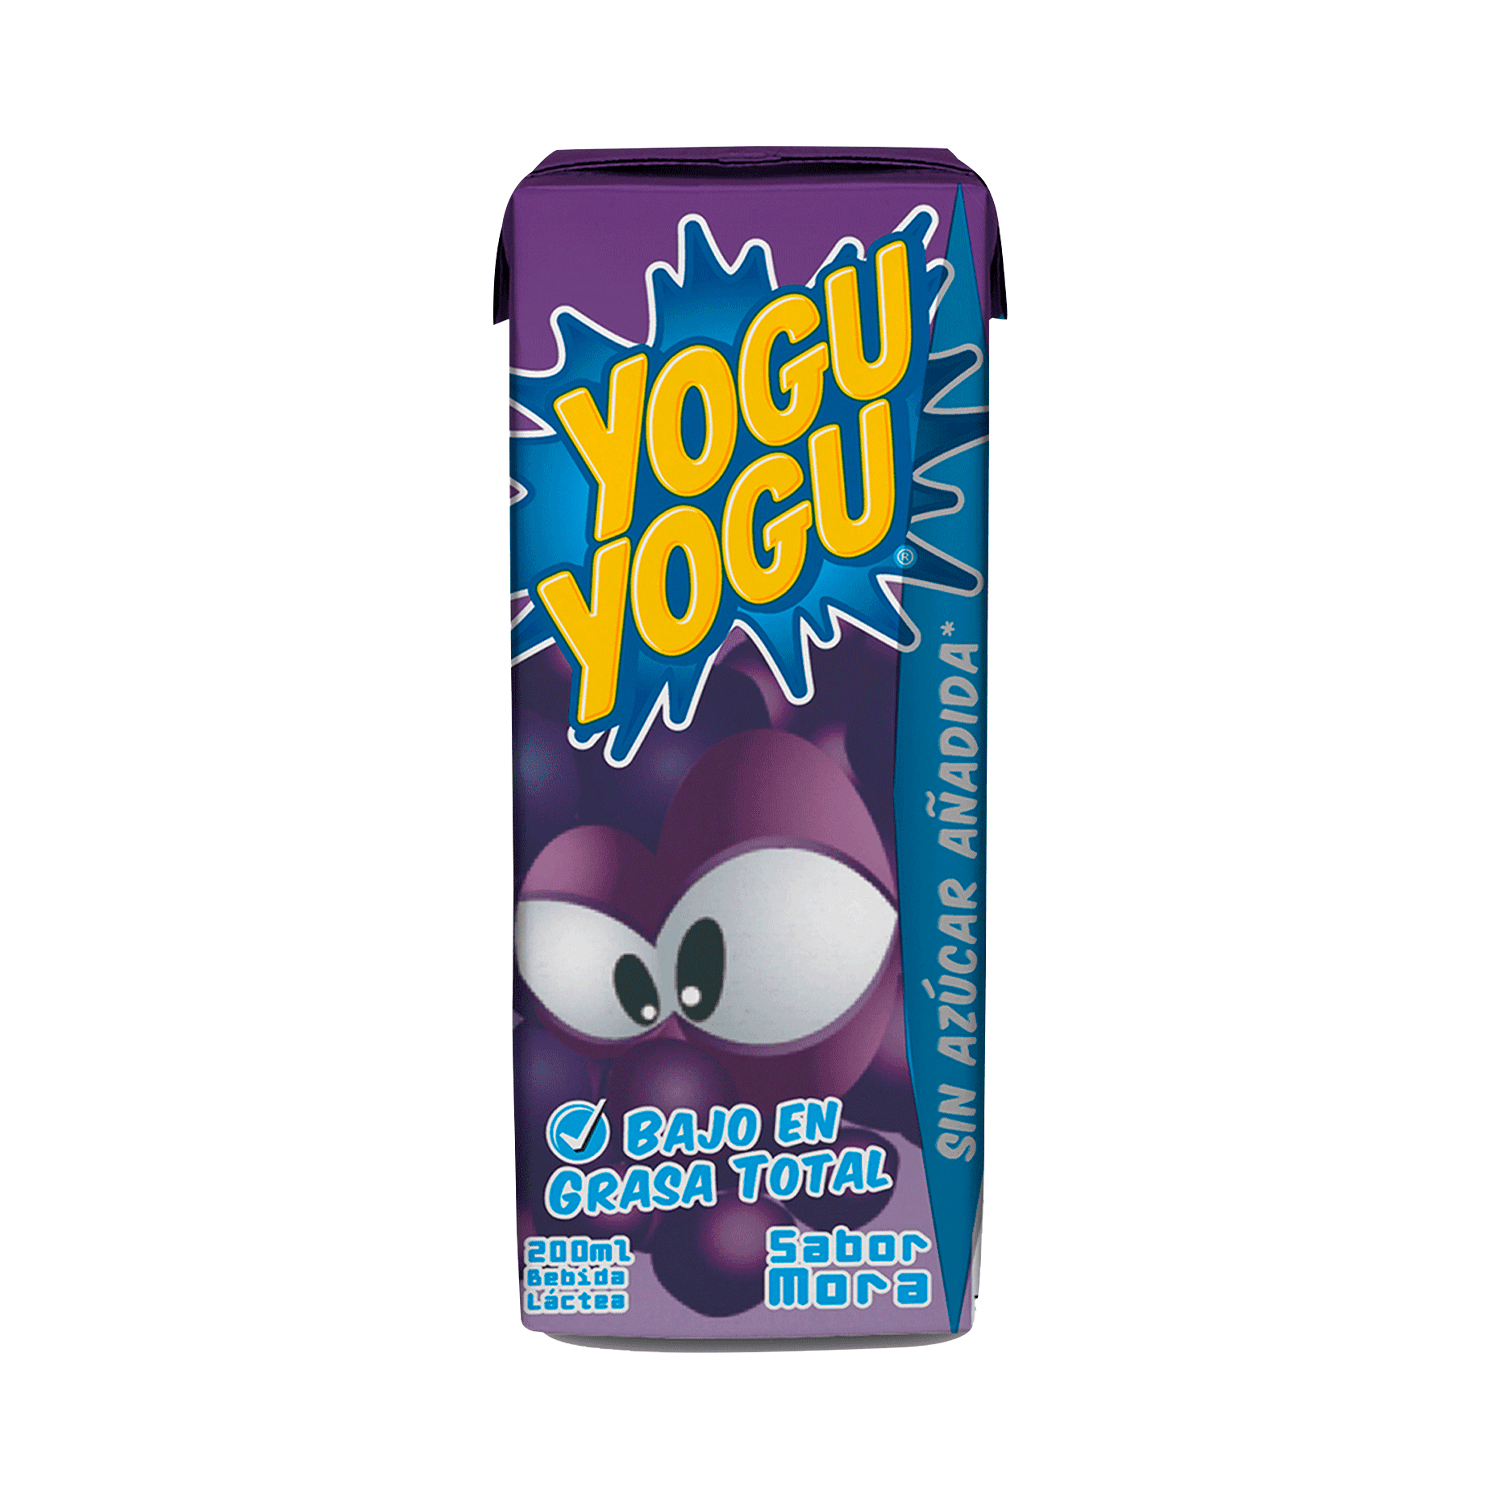 YOGU
YOGU
®
SIN AZÚCAR AÑADIDA*
BAJO EN
GRASA TOTAL
200ml
Bebida
Láctea
Sabor
Mora